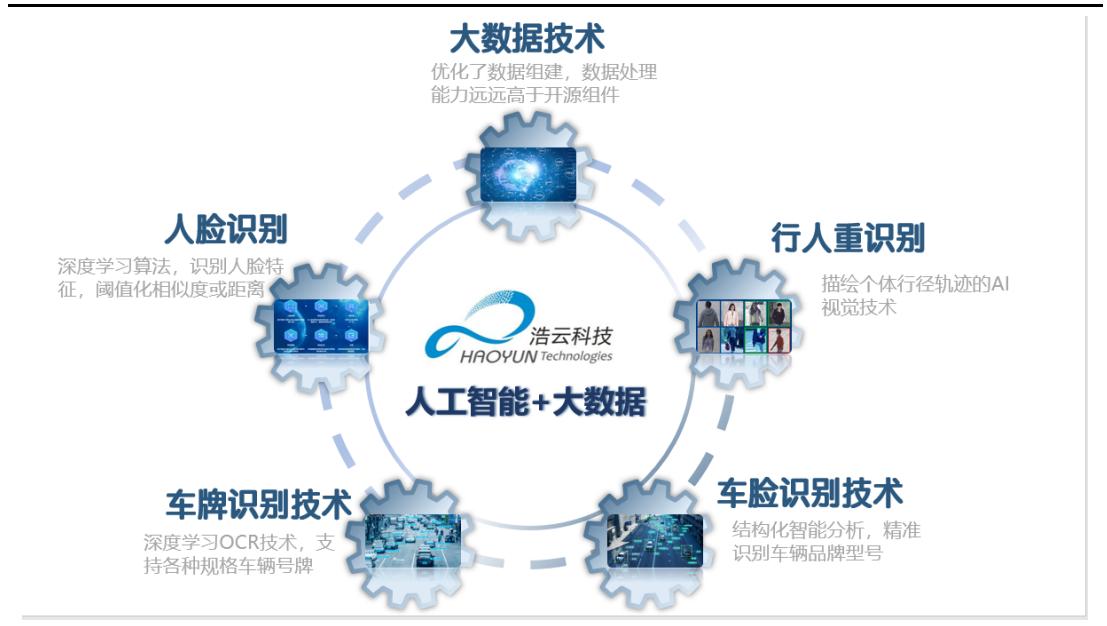 大数据技术
优化了数据组建，数据处理
能力远远高于开源组件
人脸识别
深度学习算法，识别人脸特
征，阈值化相似度或距离
行人重识别
描绘个体行径轨迹的AI
视觉技术
浩云科技
HAOYUN Technologies
人工智能+大数据
车牌识别技术
深度学习OCR技术，支
持各种规格车辆号牌
车脸识别技术
结构化智能分析，精准
识别车辆品牌型号